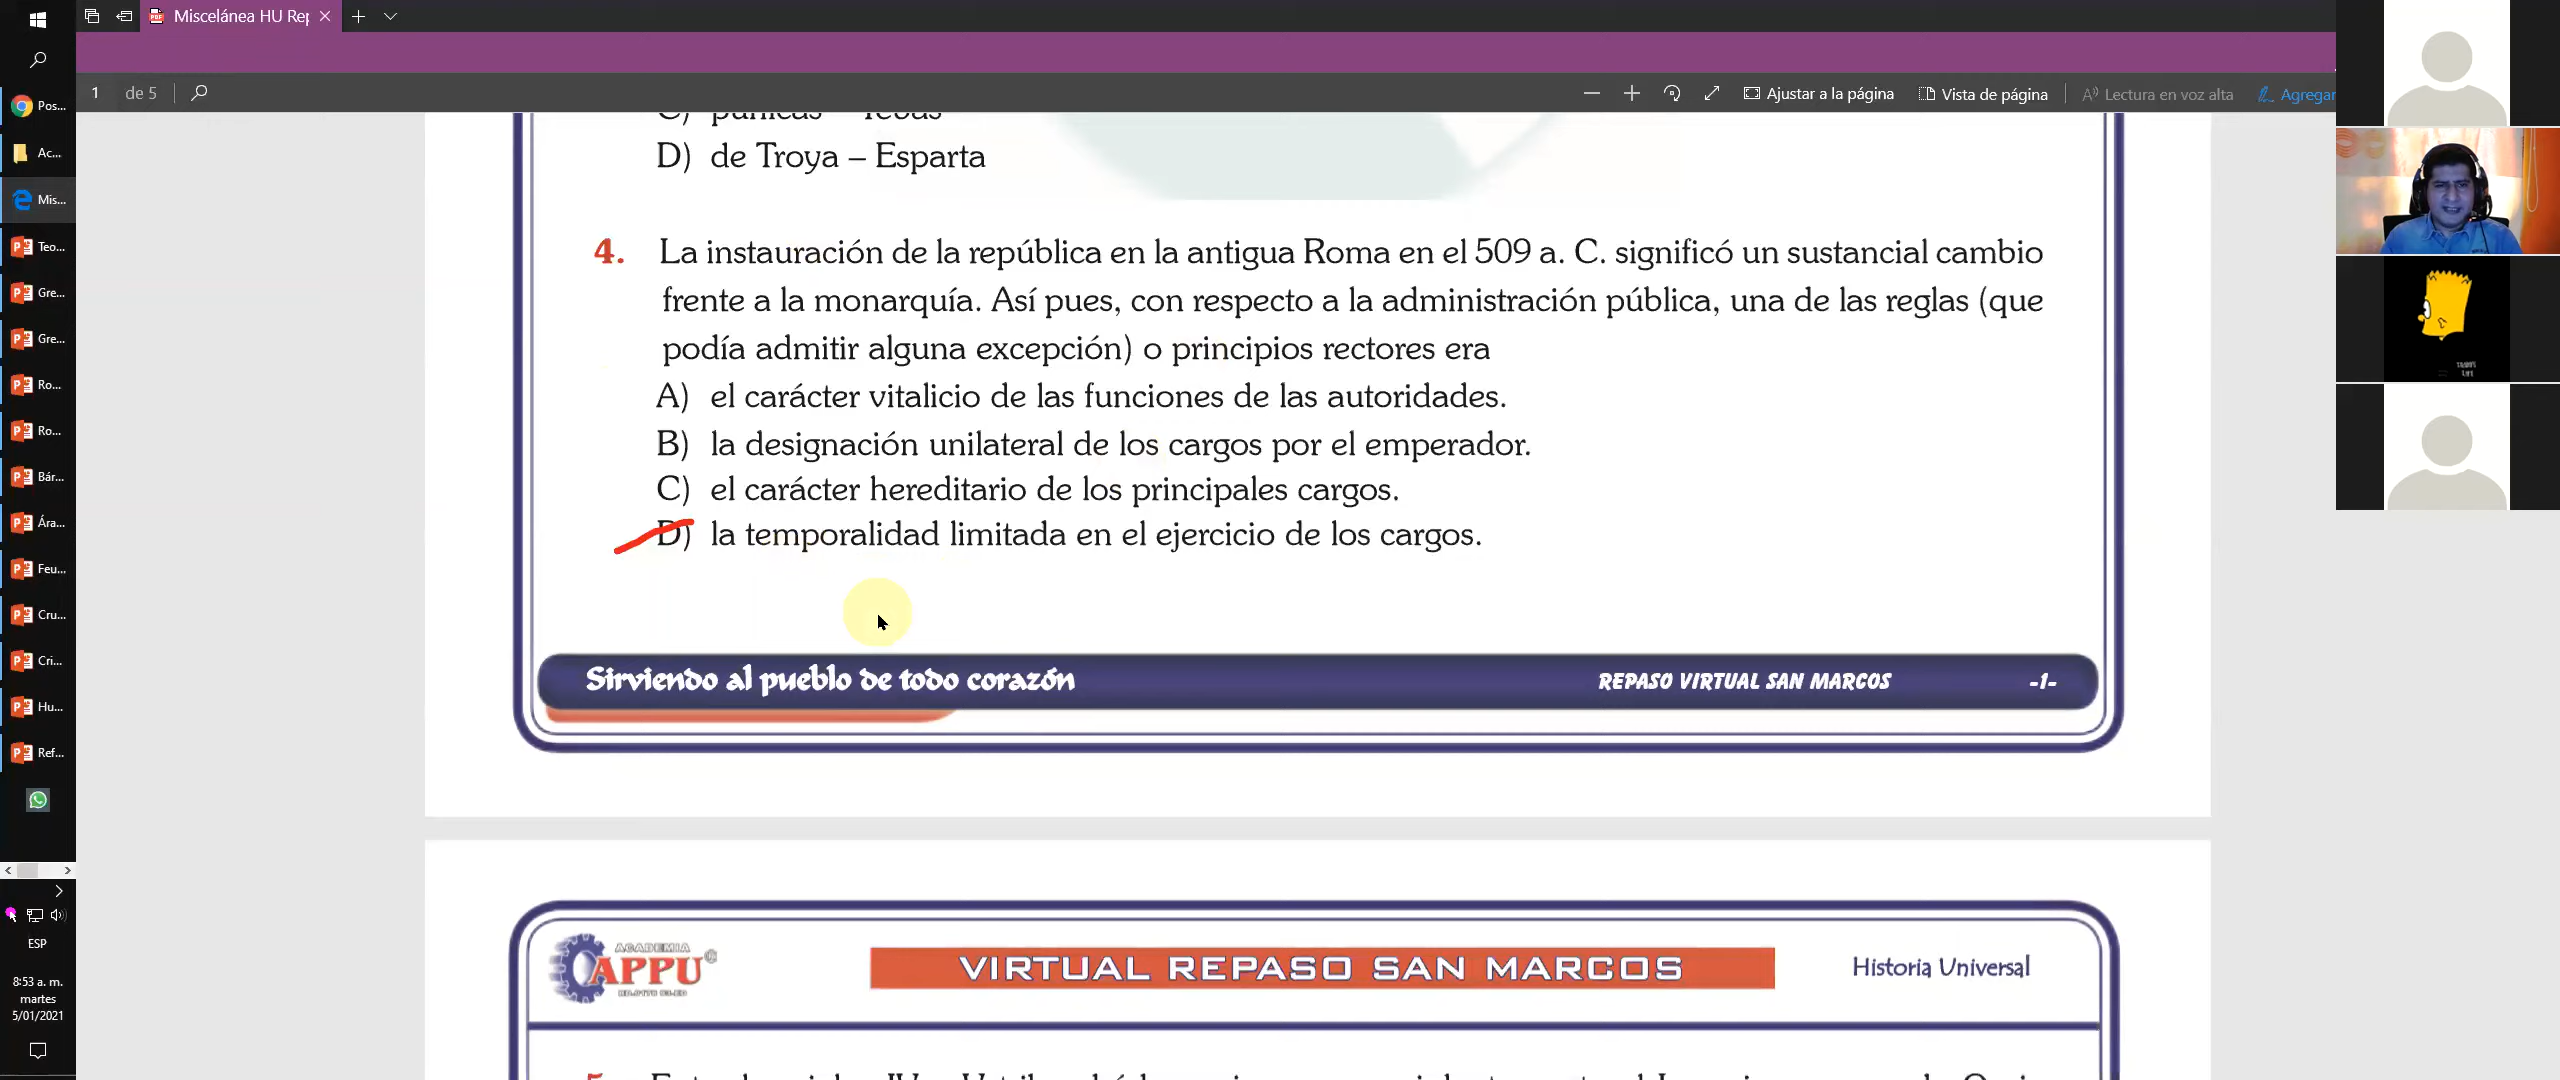 Miscelánea HU Rep
1 de 5
Ajustar a la página
Vista de página
Lectura en voz alta
Agregar
Pos...
Ac...
Mis...
Teo...
Gre...
Gre...
Ro...
Ro...
Bár...
Ára...
Feu...
Cru...
Cri...
Hu...
Ref...
ESP
8:53 a. m.
martes
5/01/2021
D) de Troya – Esparta
4. La instauración de la república en la antigua Roma en el 509 a. C. significó un sustancial cambio
frente a la monarquía. Así pues, con respecto a la administración pública, una de las reglas (que
podía admitir alguna excepción) o principios rectores era
A) el carácter vitalicio de las funciones de las autoridades.
B) la designación unilateral de los cargos por el emperador.
C) el carácter hereditario de los principales cargos.
D) la temporalidad limitada en el ejercicio de los cargos.
Sirviendo al pueblo de todo corazón REPASO VIRTUAL SAN MARCOS -1-
ACADEMIA
APPU
VIRTUAL REPASO SAN MARCOS
Historia Universal